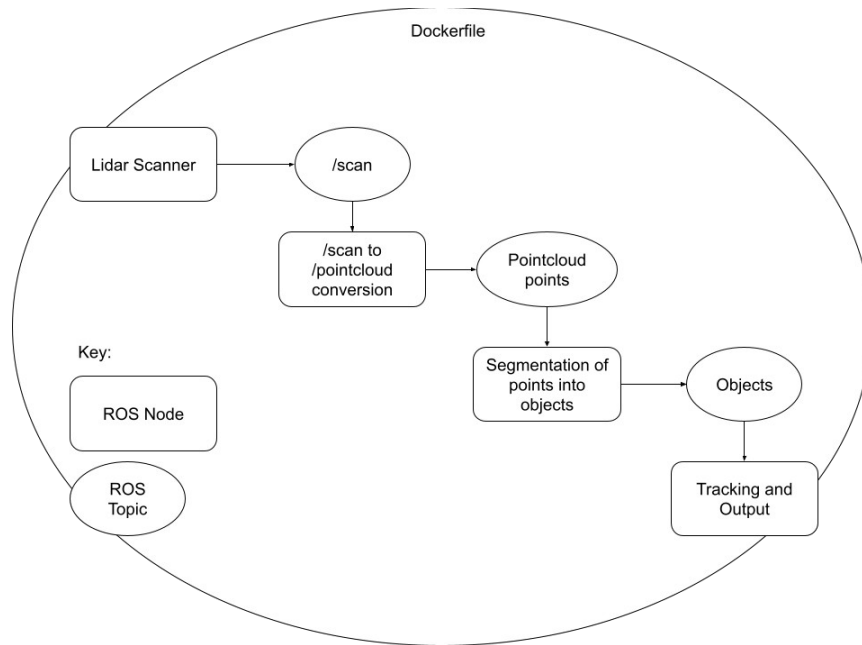 Dockerfile
Lidar Scanner
/scan
/scan to
/pointcloud
conversion
Pointcloud
points
Segmentation of
points into
objects
Objects
Tracking and
Output
Key:
ROS Node
ROS
Topic